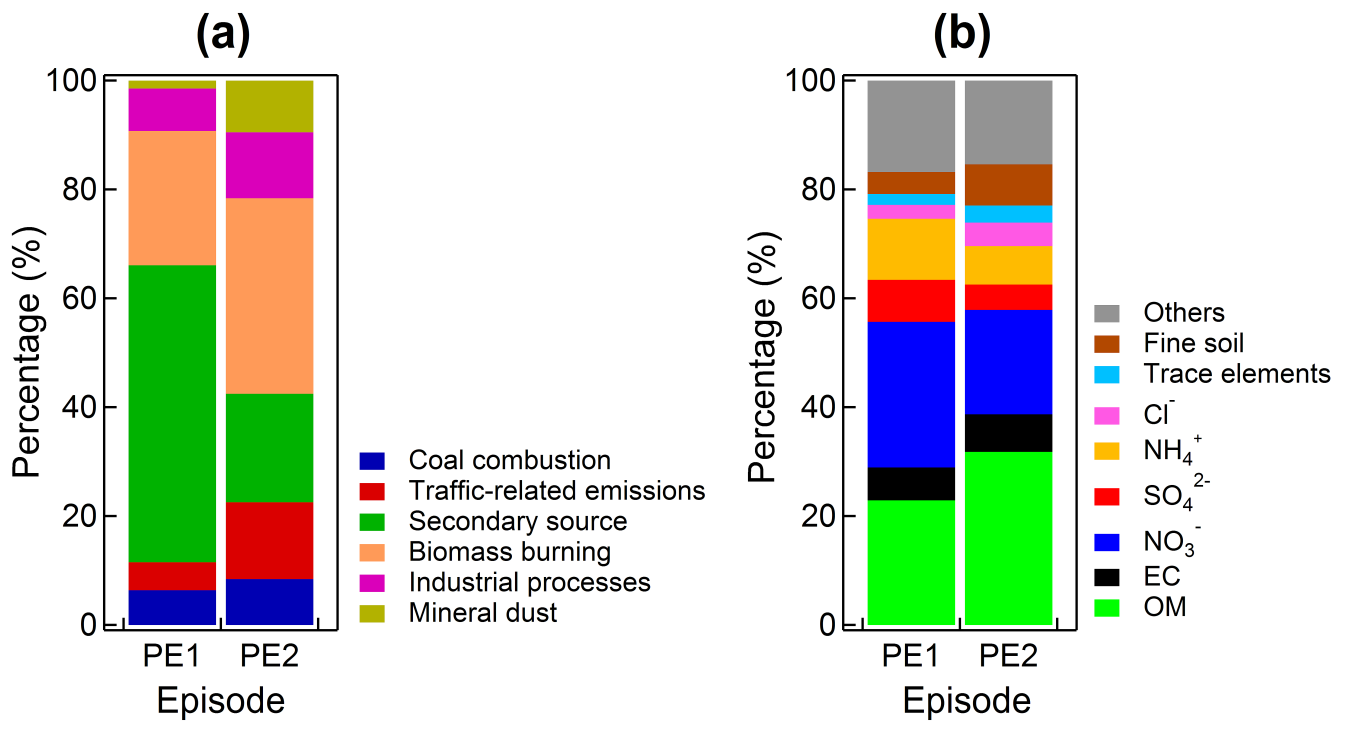 (a)
100
80
60
40
20
0
Percentage (%)
PE1 PE2
Episode
Coal combustion
Traffic-related emissions
Secondary source
Biomass burning
Industrial processes
Mineral dust
(b)
100
80
60
40
20
0
Percentage (%)
PE1 PE2
Episode
Others
Fine soil
Trace elements
Cl⁻
NH₄⁺
SO₄²⁻
NO₃⁻
EC
OM